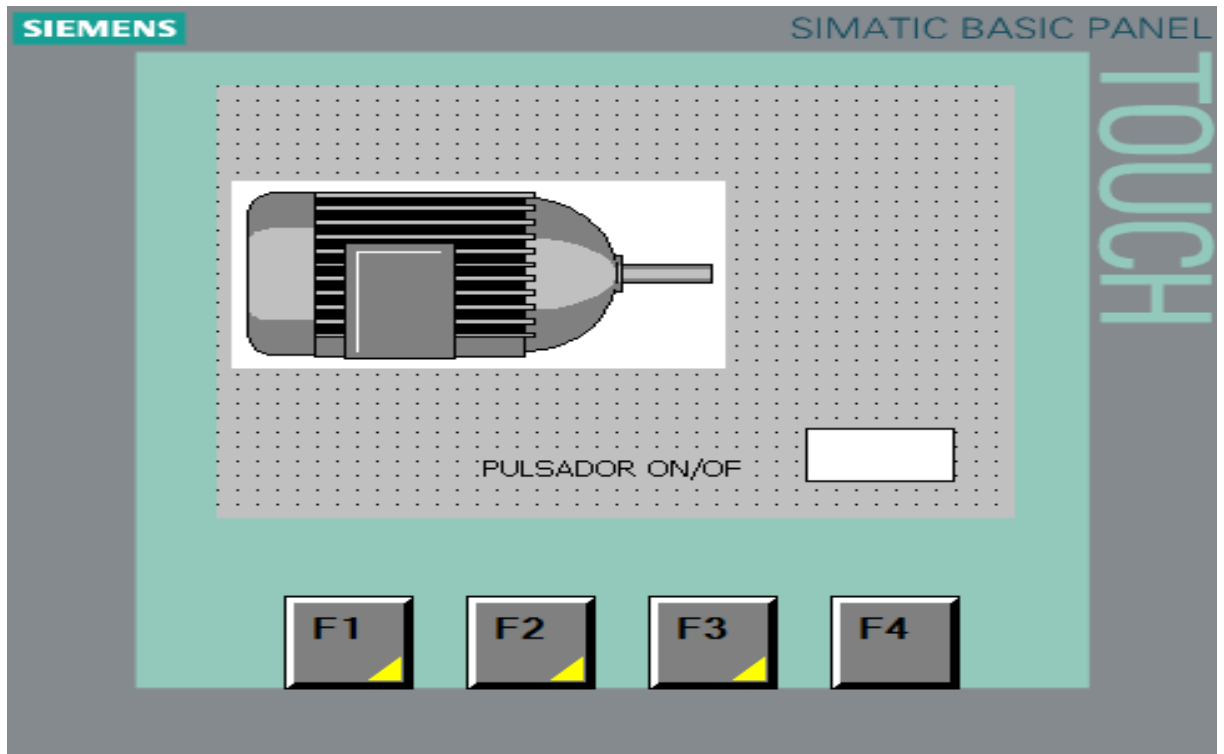 SIEMENS
SIMATIC BASIC PANEL
TOUCH
PULSADOR ON/OF
F1
F2
F3
F4